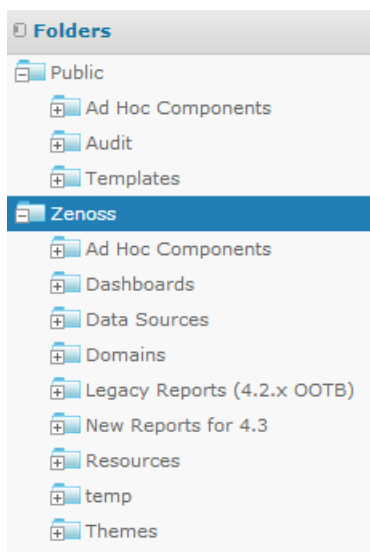 Folders
Public
Ad Hoc Components
Audit
Templates
Zenoss
Ad Hoc Components
Dashboards
Data Sources
Domains
Legacy Reports (4.2.x OOTB)
New Reports for 4.3
Resources
temp
Themes